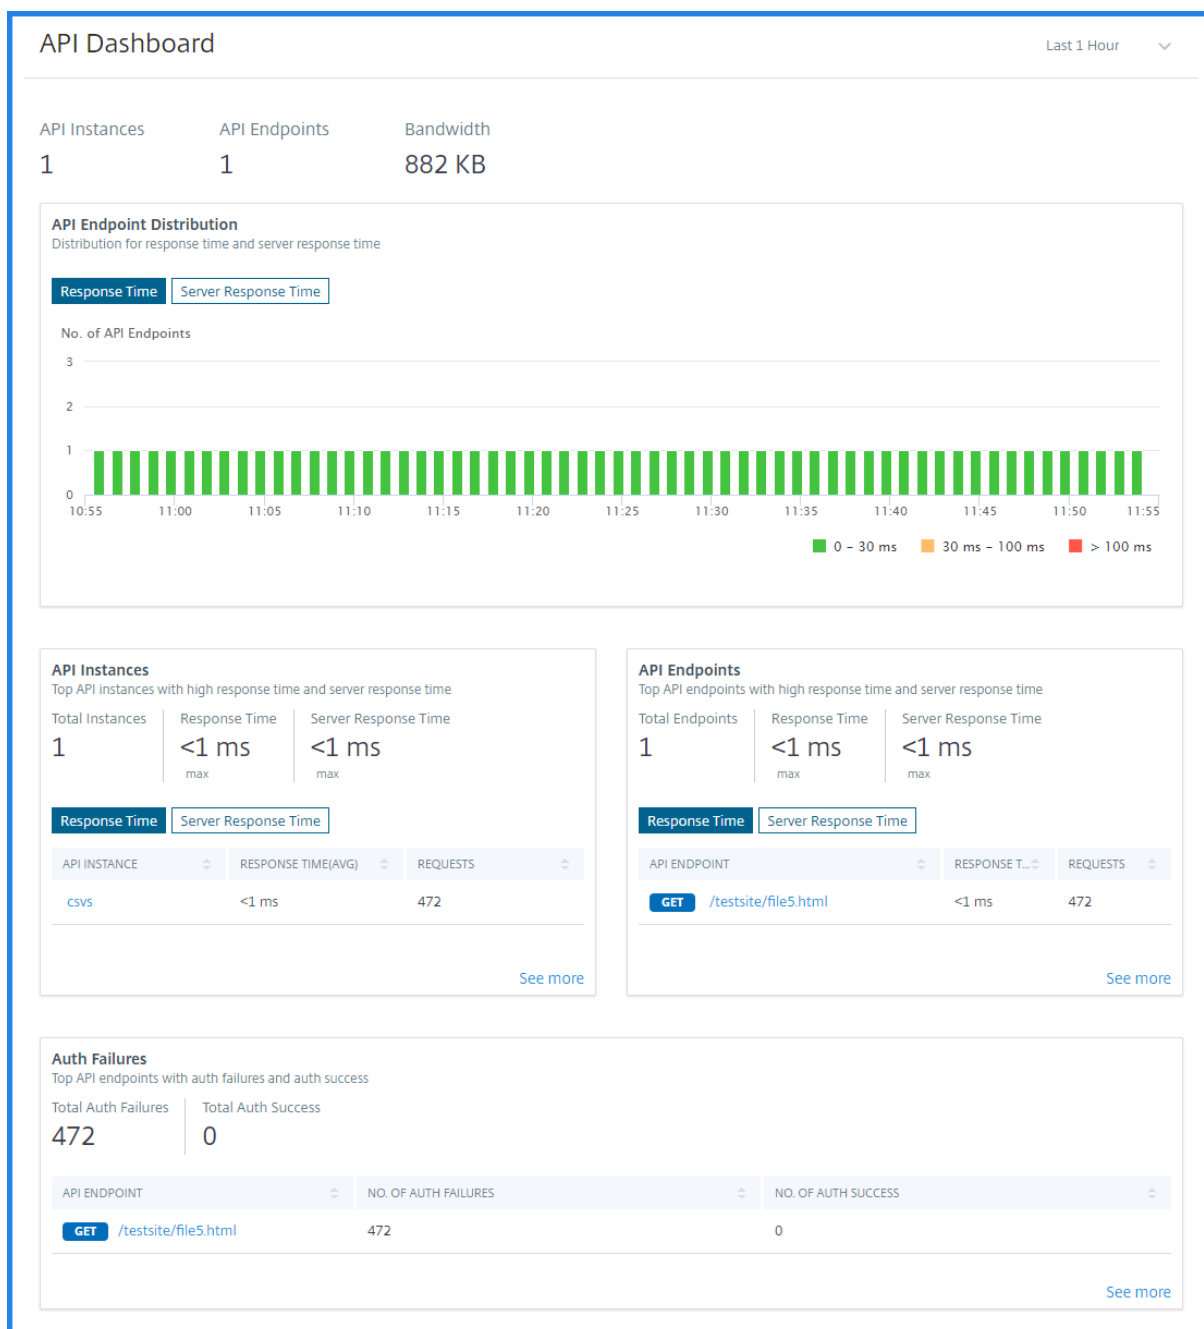 API Dashboard
Last 1 Hour
API Instances API Endpoints Bandwidth
1 1 882 KB
API Endpoint Distribution
Distribution for response time and server response time
Response Time Server Response Time
No. of API Endpoints
3
2
1
0
10:55 11:00 11:05 11:10 11:15 11:20 11:25 11:30 11:35 11:40 11:45 11:50 11:55
0 – 30 ms 30 ms – 100 ms > 100 ms
API Instances
Top API instances with high response time and server response time
Total Instances Response Time Server Response Time
1 <1 ms <1 ms
max max
Response Time Server Response Time
API INSTANCE RESPONSE TIME(AVG) REQUESTS
csvs <1 ms 472
See more
API Endpoints
Top API endpoints with high response time and server response time
Total Endpoints Response Time Server Response Time
1 <1 ms <1 ms
max max
Response Time Server Response Time
API ENDPOINT RESPONSE T... REQUESTS
GET /testsite/file5.html <1 ms 472
See more
Auth Failures
Top API endpoints with auth failures and auth success
Total Auth Failures Total Auth Success
472 0
API ENDPOINT NO. OF AUTH FAILURES NO. OF AUTH SUCCESS
GET /testsite/file5.html 472 0
See more